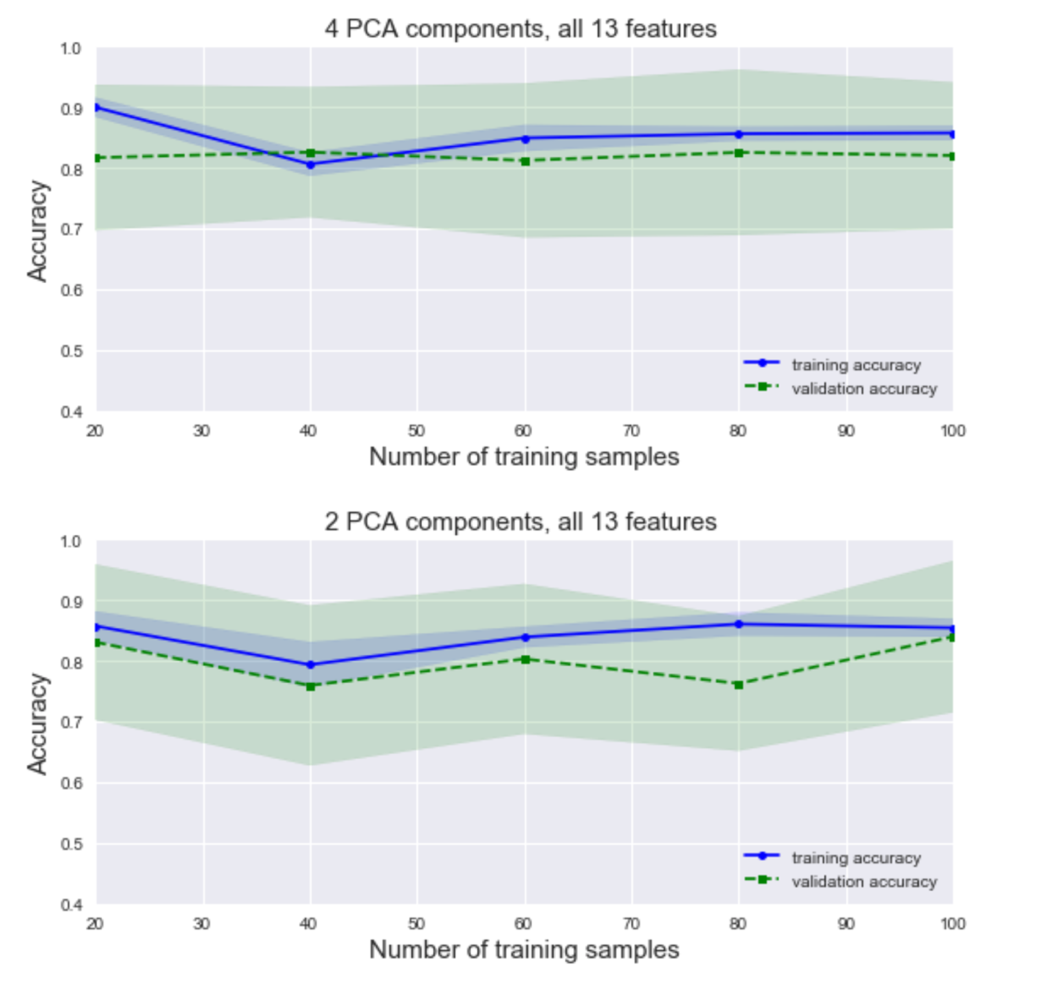 4 PCA components, all 13 features
1.0
0.9
0.8
0.7
0.6
0.5
0.4
Accuracy
training accuracy
validation accuracy
20 30 40 50 60 70 80 90 100
Number of training samples
2 PCA components, all 13 features
1.0
0.9
0.8
0.7
0.6
0.5
0.4
Accuracy
training accuracy
validation accuracy
20 30 40 50 60 70 80 90 100
Number of training samples